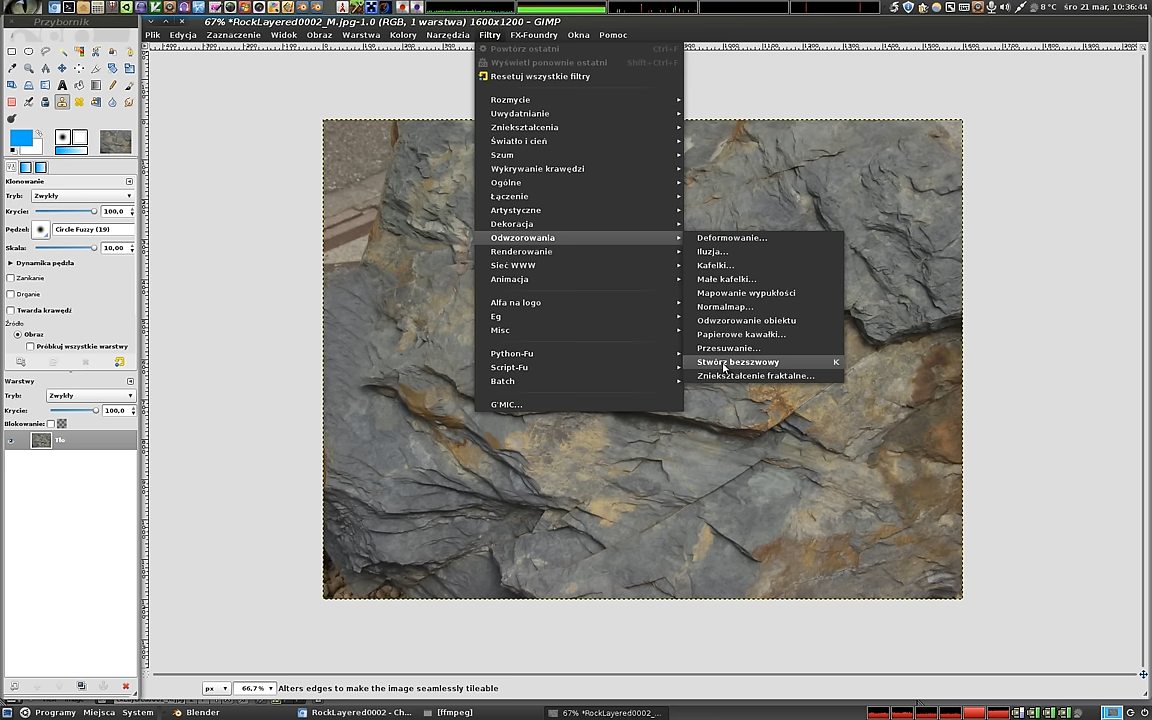 Przybornik
67% *RockLayered0002_M.jpg-1.0 (RGB, 1 warstwa) 1600x1200 – GIMP
8 °C
śro 21 mar, 10:36:44
Plik Edycja Zaznaczenie Widok Obraz Warstwa Kolory Narzędzia Filtry FX-Foundry Okna Pomoc
Powtórz ostatni Ctrl+F
Wyświetl ponownie ostatni Shift+Ctrl+F
Resetuj wszystkie filtry
Rozmycie
Uwydatnianie
Zniekształcenia
Światło i cień
Szum
Wykrywanie krawędzi
Ogólne
Łączenie
Artystyczne
Dekoracja
Odwzorowania
Renderowanie
Sieć WWW
Animacja
Alfa na logo
Eg
Misc
Python-Fu
Script-Fu
Batch
G'MIC...
Deformowanie...
Iluzja...
Kafelki...
Małe kafelki...
Mapowanie wypukłości
Normalmap...
Odwzorowanie obiektu
Papierowe kawałki...
Przesuwanie...
Stwórz bezszwowy K
Zniekształcenie fraktalne...
Klonowanie
Tryb: Zwykły
Krycie: 100,0
Pędzel: Circle Fuzzy (19)
Skala: 10,00
Dynamika pędzla
Zanikanie
Drganie
Twarda krawędź
Źródło
Obraz
Próbkuj wszystkie warstwy
Warstwy
Tryb: Zwykły
Krycie: 100,0
Blokowanie:
Tło
px 66,7% Alters edges to make the image seamlessly tileable
Programy Miejsca System Blender RockLayered0002 - Ch... [ffmpeg] 67% *RockLayered0002_...